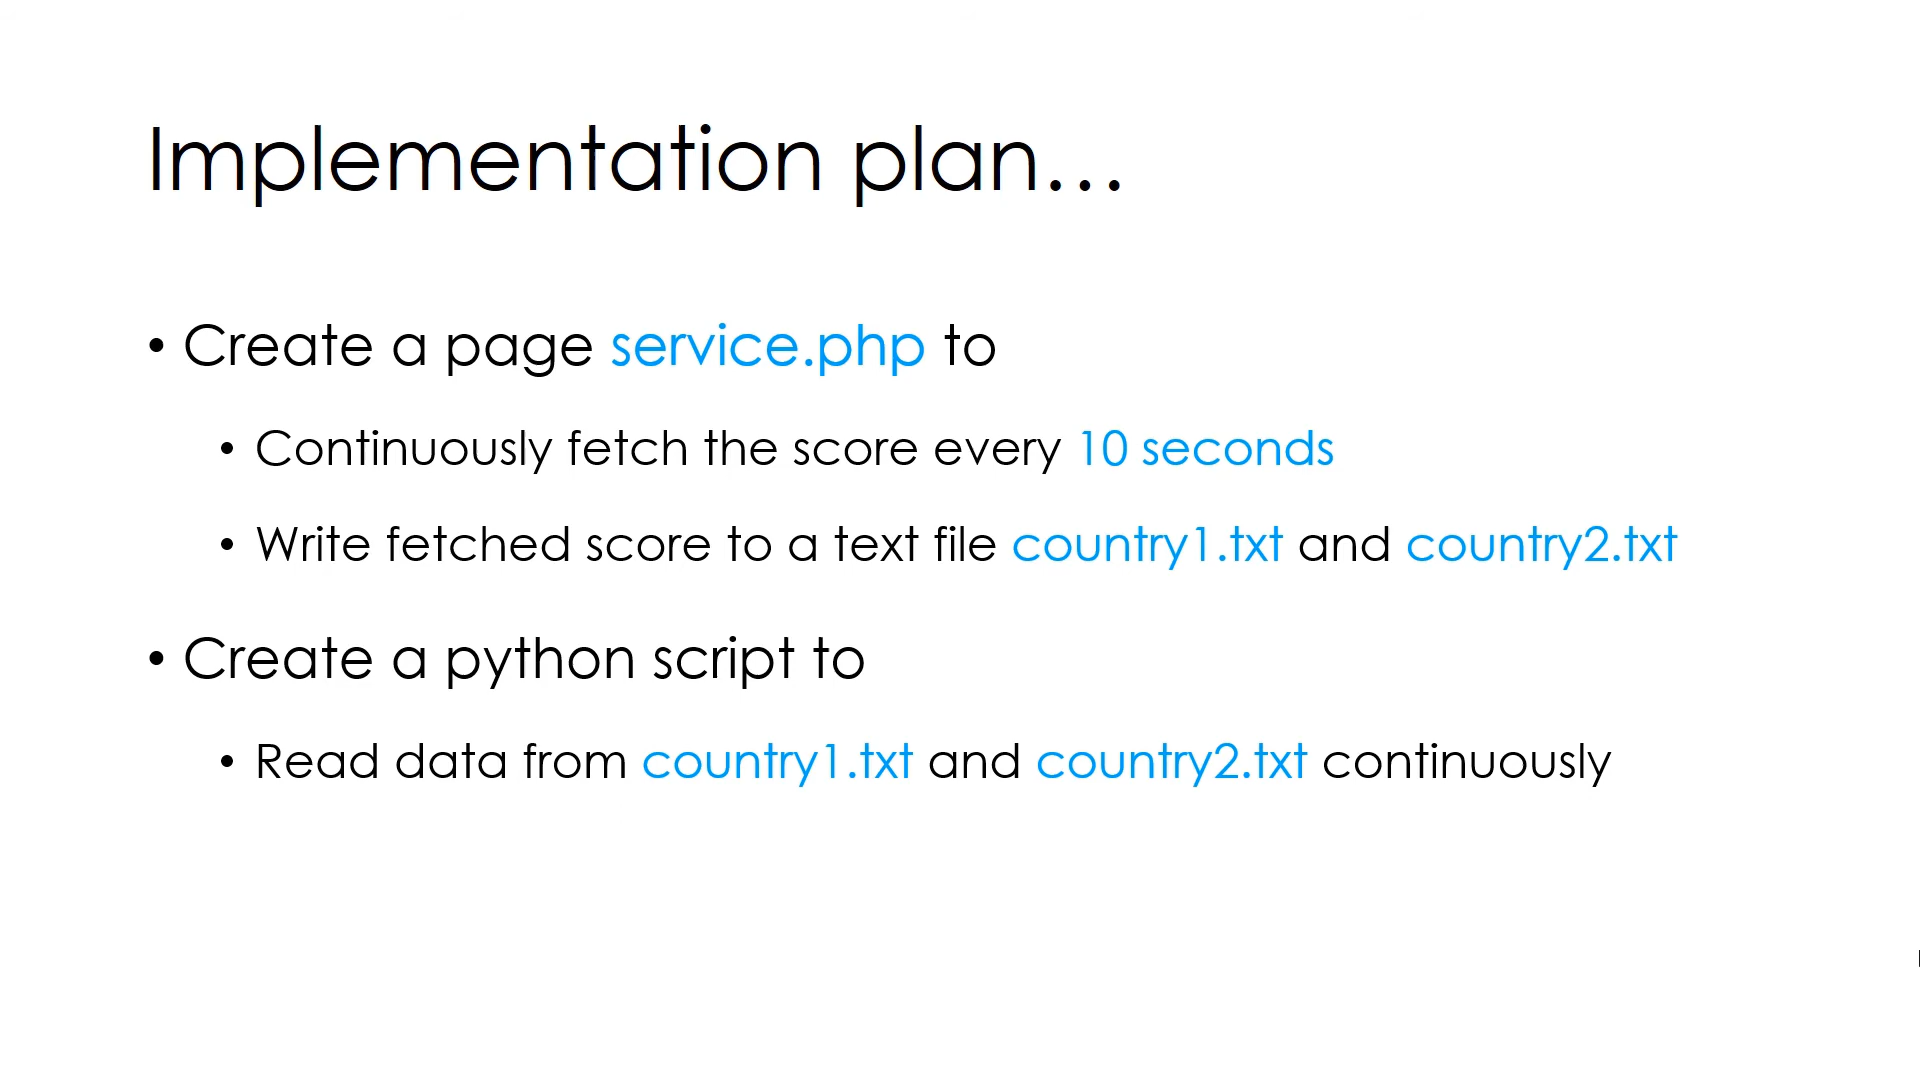 Implementation plan...
• Create a page service.php to
• Continuously fetch the score every 10 seconds
• Write fetched score to a text file country1.txt and country2.txt
• Create a python script to
• Read data from country1.txt and country2.txt continuously